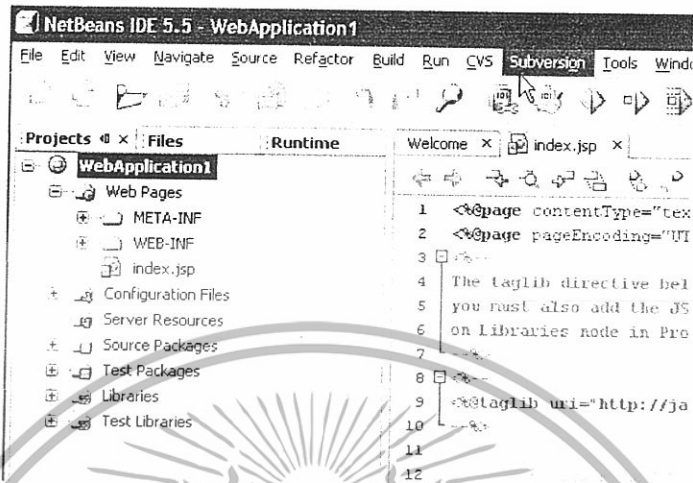 NetBeans IDE 5.5 - WebApplication1
File Edit View Navigate Source Refactor Build Run CVS Subversion Tools Windo
Projects × Files Runtime
WebApplication1
Web Pages
META-INF
WEB-INF
index.jsp
Configuration Files
Server Resources
Source Packages
Test Packages
Libraries
Test Libraries
Welcome × index.jsp ×
1 <%@page contentType="tex
2 <%@page pageEncoding="UT
3 <%--
4 The taglib directive bel
5 you must also add the JS
6 on Libraries node in Pro
7 --%>
8 <%--
9 <%@taglib uri="http://ja
10 --%>
11
12